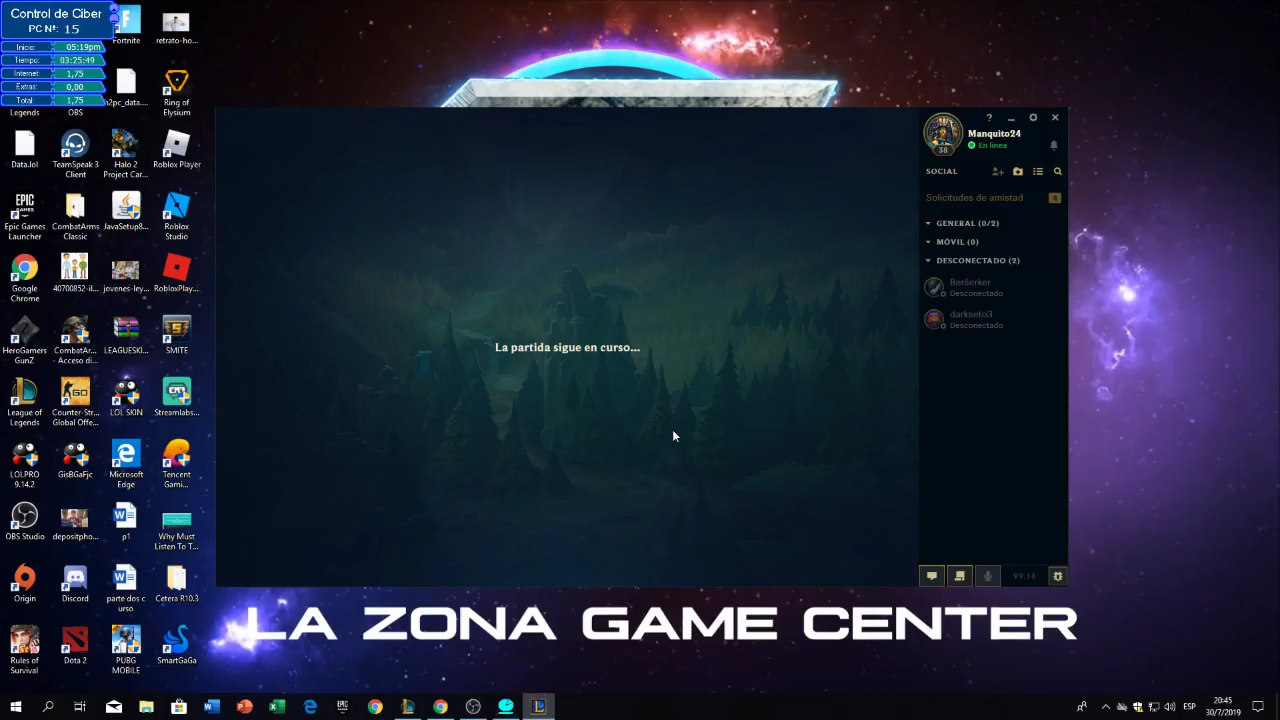 Control de Ciber
PC Nº: 15
Inicio: 05:19pm
Tiempo: 03:25:49
Internet: 1,75
Extras: 0,00
Total: 1,75
Fortnite
retrato-ho...
Legends
OBS
Ring of Elysium
Data.lol
TeamSpeak 3 Client
Halo 2 Project Car...
Roblox Player
Epic Games Launcher
CombatArms Classic
JavaSetup8...
Roblox Studio
Google Chrome
40700852-il...
jovenes-ley...
RobloxPlay...
HeroGamers GunZ
CombatAr... - Acceso di...
LEAGUESKI...
SMITE
League of Legends
Counter-Str... Global Offe...
LOL SKIN
Streamlabs...
LOLPRO 9.14.2
GisBGaFjc
Microsoft Edge
Tencent Gami...
OBS Studio
depositpho...
p1
Why Must Listen To T...
Origin
Discord
parte dos c curso
Cetera R10.3
Rules of Survival
Dota 2
PUBG MOBILE
SmartGaGa
La partida sigue en curso...
?
38
Manquito24
En línea
SOCIAL
Solicitudes de amistad 4
GENERAL (0/2)
MÓVIL (0)
DESCONECTADO (2)
Berserker
Desconectado
darkseto3
Desconectado
V9.14
LA ZONA GAME CENTER
ESP
20:45
30/7/2019